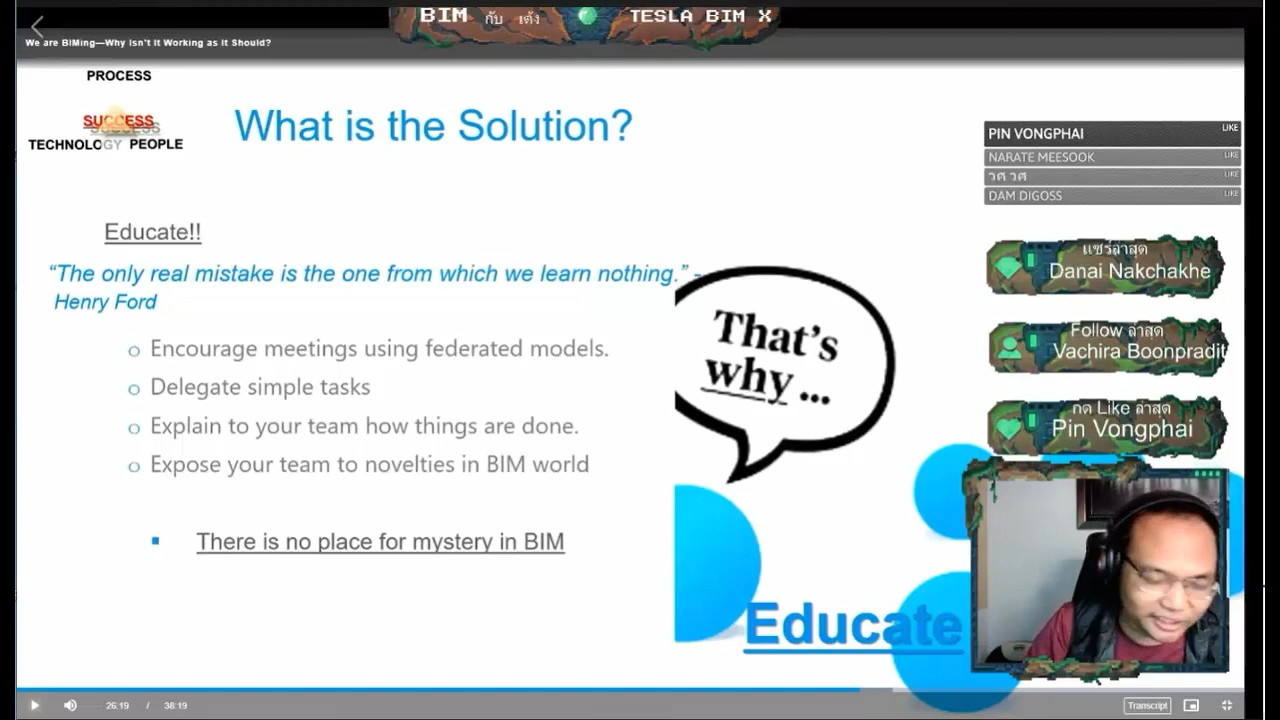 BIM กับ เต้ง TESLA BIM X
We are BIMing—Why Isn't It Working as It Should?
PROCESS
SUCCESS
TECHNOLOGY PEOPLE
What is the Solution?
Educate!!
“The only real mistake is the one from which we learn nothing.” –
Henry Ford
Encourage meetings using federated models.
Delegate simple tasks
Explain to your team how things are done.
Expose your team to novelties in BIM world
There is no place for mystery in BIM
That's
why...
Educate
PIN VONGPHAI LIKE
NARATE MEESOOK LIKE
วศ วศ LIKE
DAM DIGOSS LIKE
แชร์ล่าสุด
Danai Nakchakhe
Follow ล่าสุด
Vachira Boonpradit
กด Like ล่าสุด
Pin Vongphai
26:19 / 38:19
Transcript